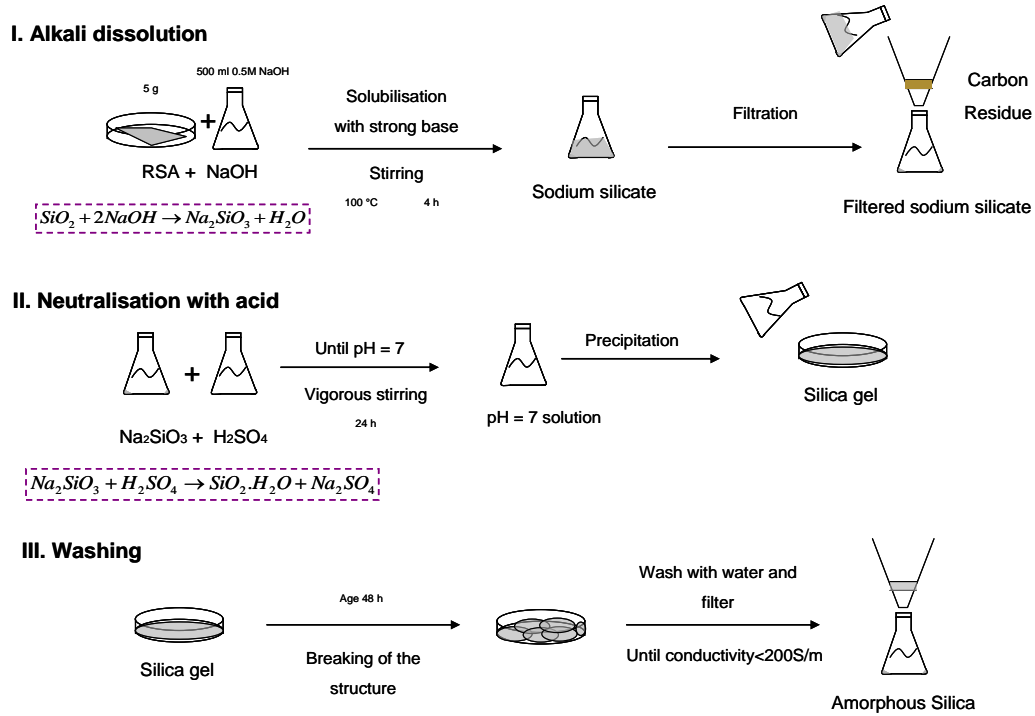 I. Alkali dissolution
500 ml 0.5M NaOH
5 g
+
RSA + NaOH
Solubilisation
with strong base
Stirring
100 °C 4 h
Sodium silicate
Filtration
Carbon
Residue
Filtered sodium silicate
SiO₂ + 2NaOH → Na₂SiO₃ + H₂O
II. Neutralisation with acid
+
Na₂SiO₃ + H₂SO₄
Until pH = 7
Vigorous stirring
24 h
pH = 7 solution
Precipitation
Silica gel
Na₂SiO₃ + H₂SO₄ → SiO₂.H₂O + Na₂SO₄
III. Washing
Silica gel
Age 48 h
Breaking of the
structure
Wash with water and
filter
Until conductivity<200S/m
Amorphous Silica